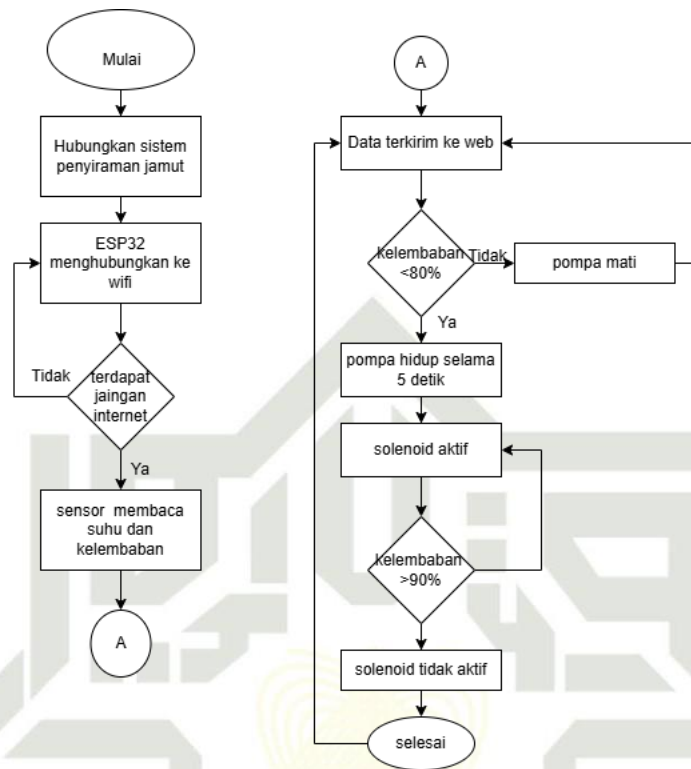 Mulai
Hubungkan sistem
penyiraman jamut
ESP32
menghubungkan ke
wifi
Tidak
terdapat
jaingan
internet
Ya
sensor membaca
suhu dan
kelembaban
A
A
Data terkirim ke web
kelembaban
<80%
Tidak
pompa mati
Ya
pompa hidup selama
5 detik
solenoid aktif
kelembaban
>90%
solenoid tidak aktif
selesai